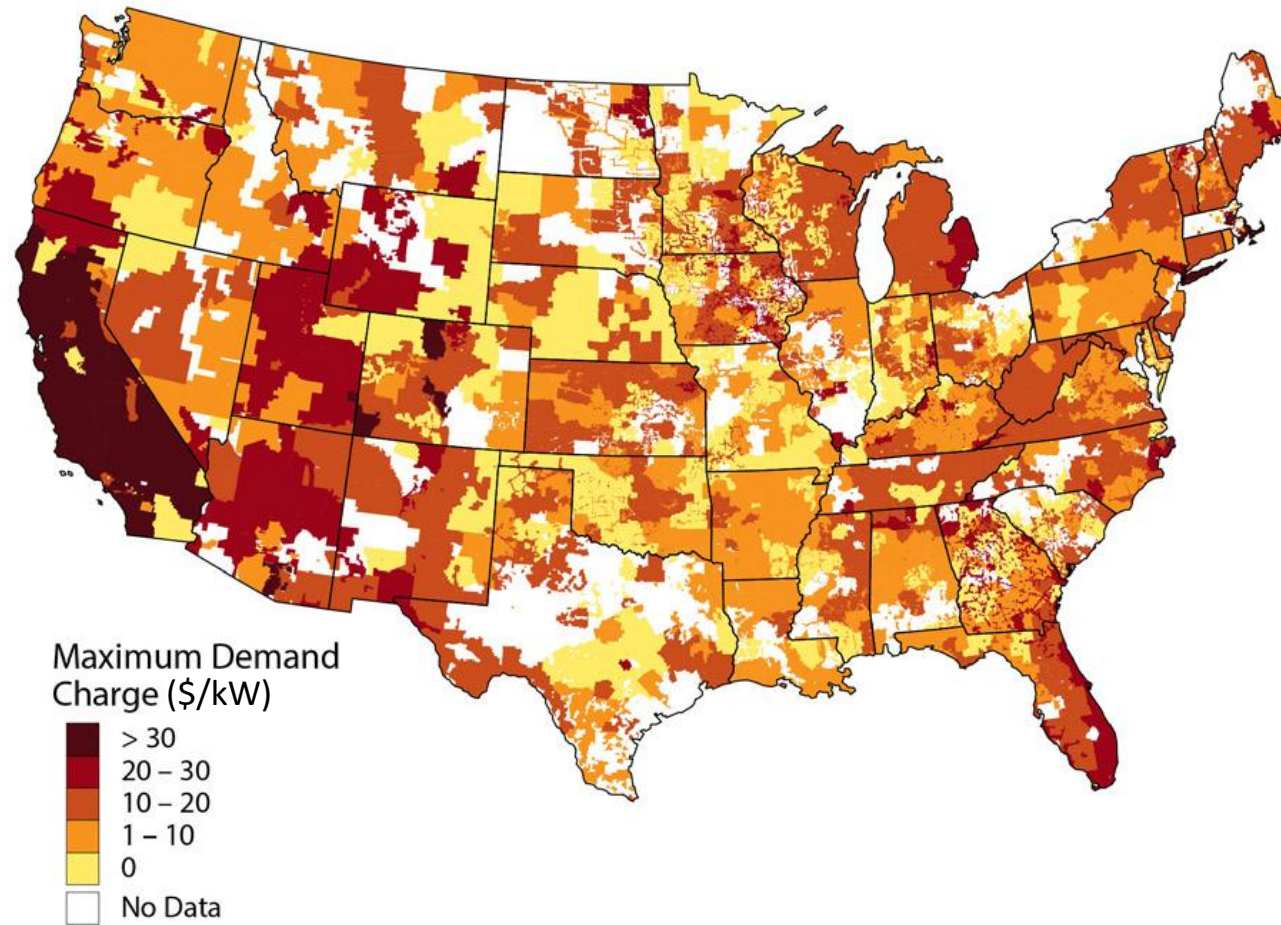 Maximum Demand
Charge ($/kW)
> 30
20 – 30
10 – 20
1 – 10
0
No Data